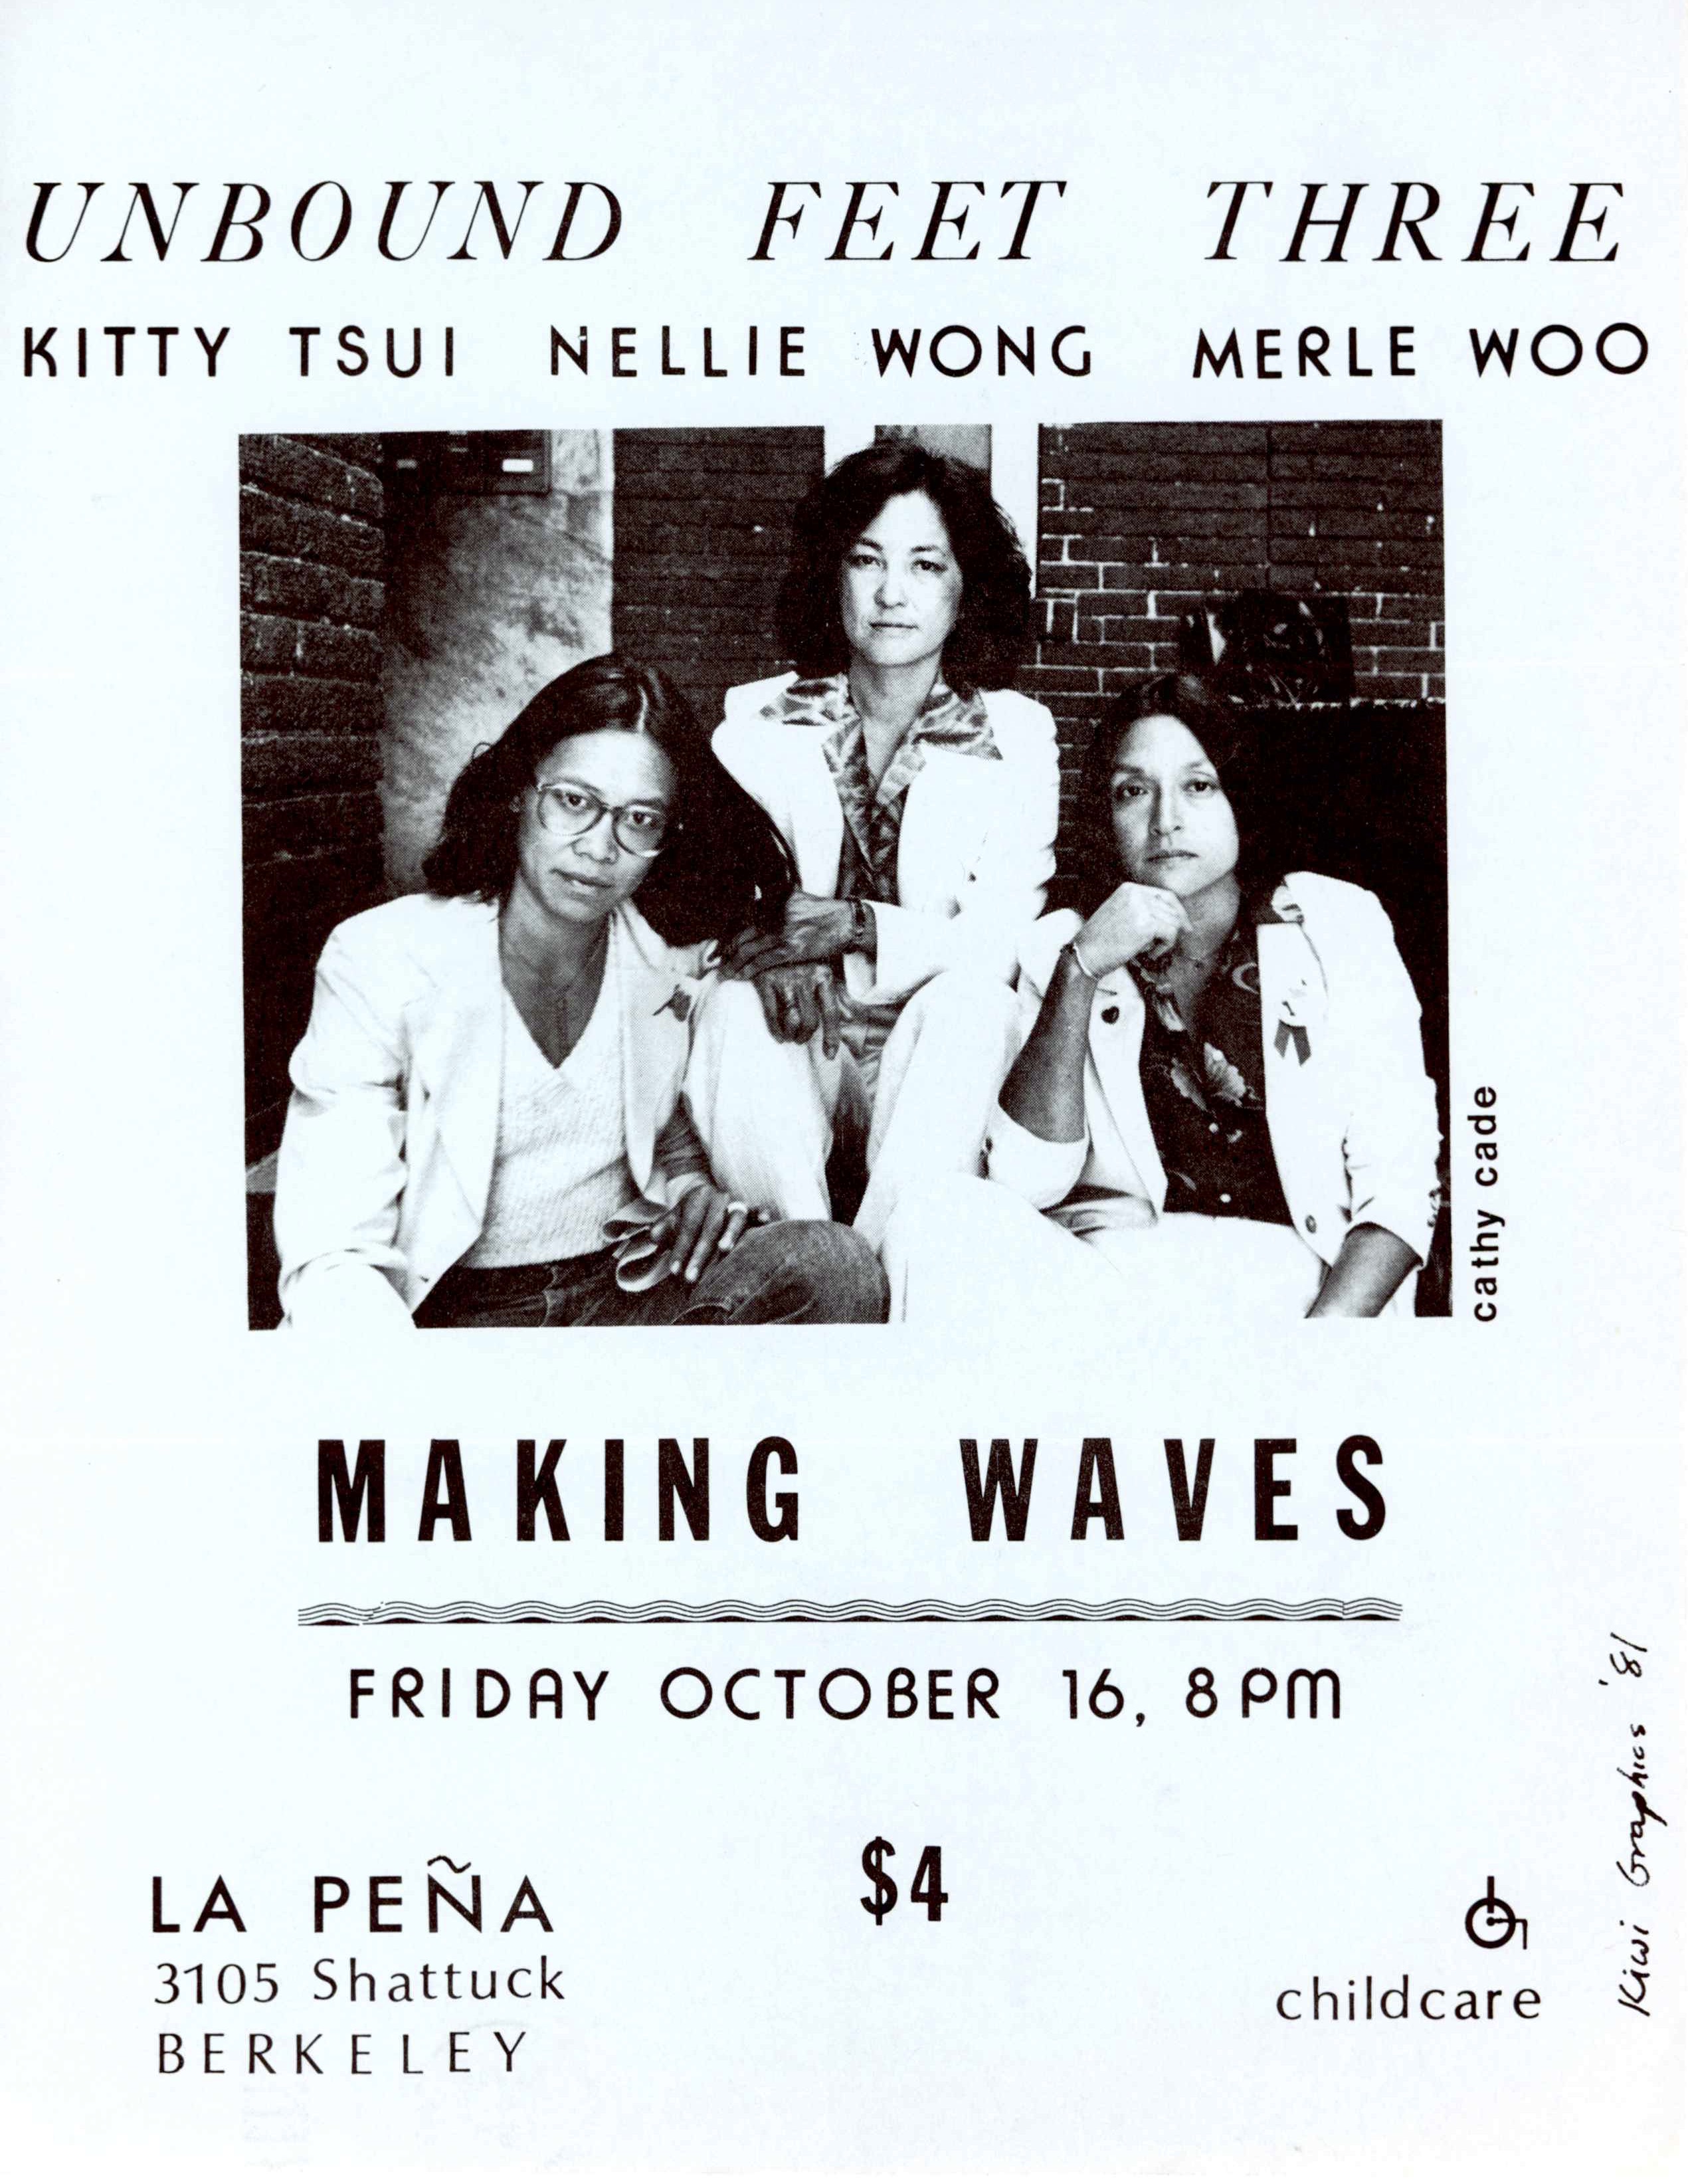 UNBOUND FEET THREE
KITTY TSUI NELLIE WONG MERLE WOO
cathy cade
MAKING WAVES
FRIDAY OCTOBER 16, 8 PM
LA PEÑA
3105 Shattuck
BERKELEY
$4
childcare
Kiwi Graphics '81